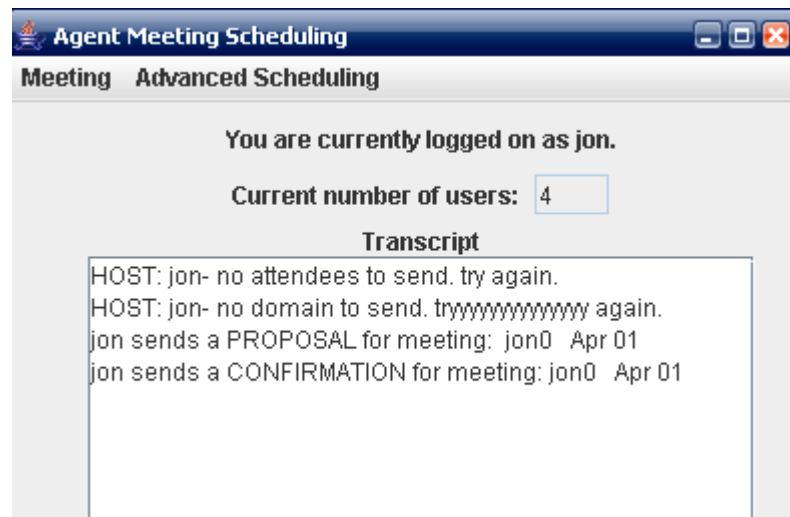 Agent Meeting Scheduling
Meeting Advanced Scheduling
You are currently logged on as jon.
Current number of users: 4
Transcript
HOST: jon- no attendees to send. try again.
HOST: jon- no domain to send. tryyyyyyyyyyyyy again.
jon sends a PROPOSAL for meeting: jon0 Apr 01
jon sends a CONFIRMATION for meeting: jon0 Apr 01